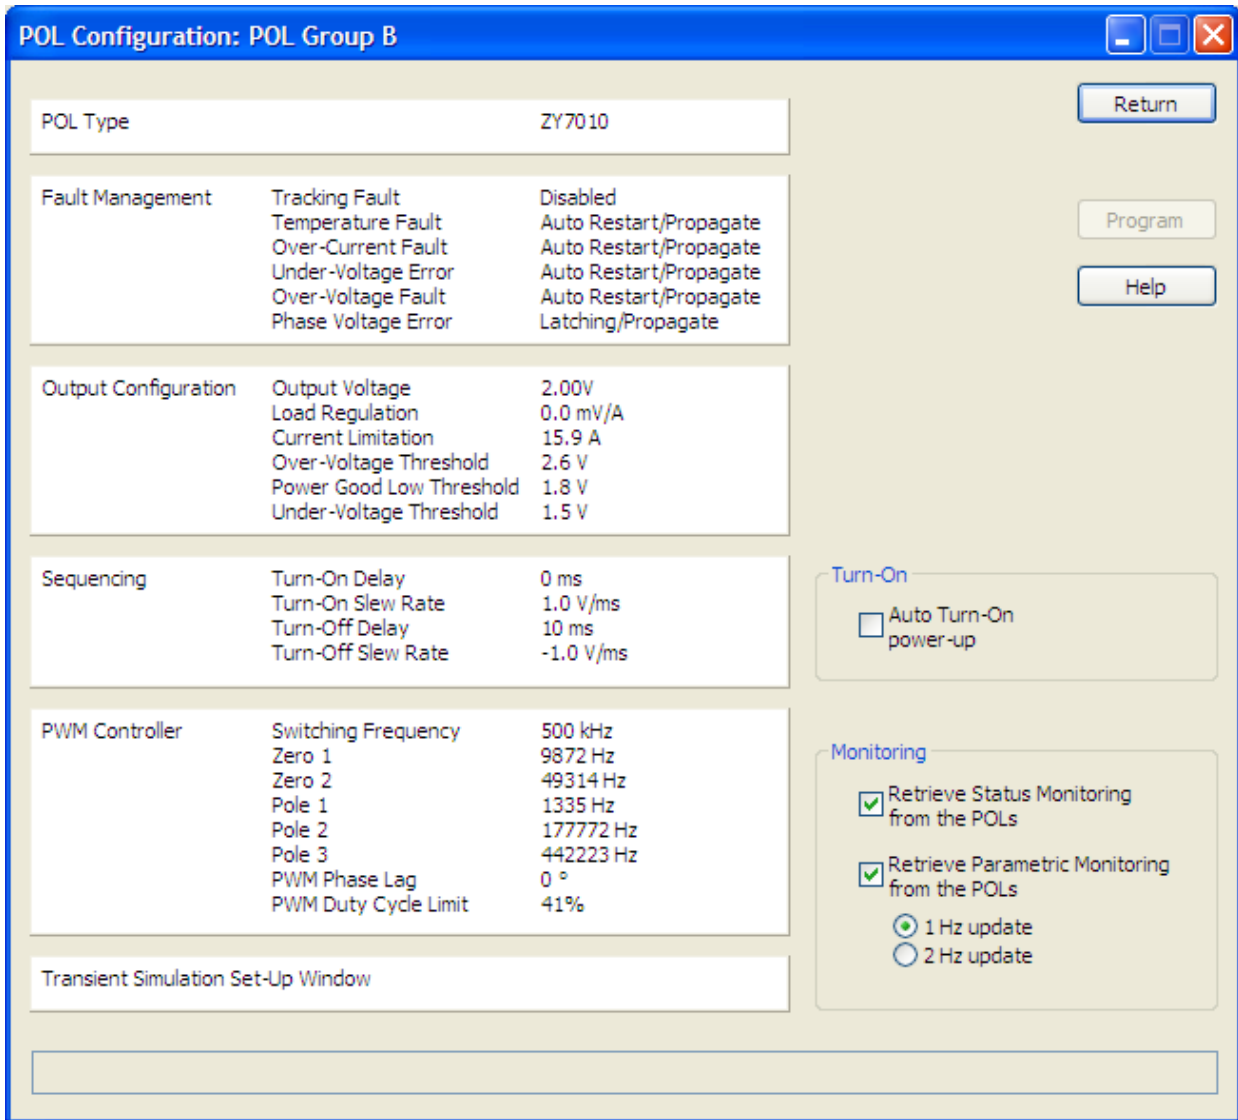 POL Configuration: POL Group B
Return
POL Type ZY7010
Fault Management Tracking Fault Disabled
Temperature Fault Auto Restart/Propagate
Over-Current Fault Auto Restart/Propagate
Under-Voltage Error Auto Restart/Propagate
Over-Voltage Fault Auto Restart/Propagate
Phase Voltage Error Latching/Propagate
Program
Help
Output Configuration Output Voltage 2.00V
Load Regulation 0.0 mV/A
Current Limitation 15.9 A
Over-Voltage Threshold 2.6 V
Power Good Low Threshold 1.8 V
Under-Voltage Threshold 1.5 V
Sequencing Turn-On Delay 0 ms
Turn-On Slew Rate 1.0 V/ms
Turn-Off Delay 10 ms
Turn-Off Slew Rate -1.0 V/ms
Turn-On
Auto Turn-On
power-up
PWM Controller Switching Frequency 500 kHz
Zero 1 9872 Hz
Zero 2 49314 Hz
Pole 1 1335 Hz
Pole 2 177772 Hz
Pole 3 442223 Hz
PWM Phase Lag 0 °
PWM Duty Cycle Limit 41%
Monitoring
Retrieve Status Monitoring
from the POLs
Retrieve Parametric Monitoring
from the POLs
1 Hz update
2 Hz update
Transient Simulation Set-Up Window